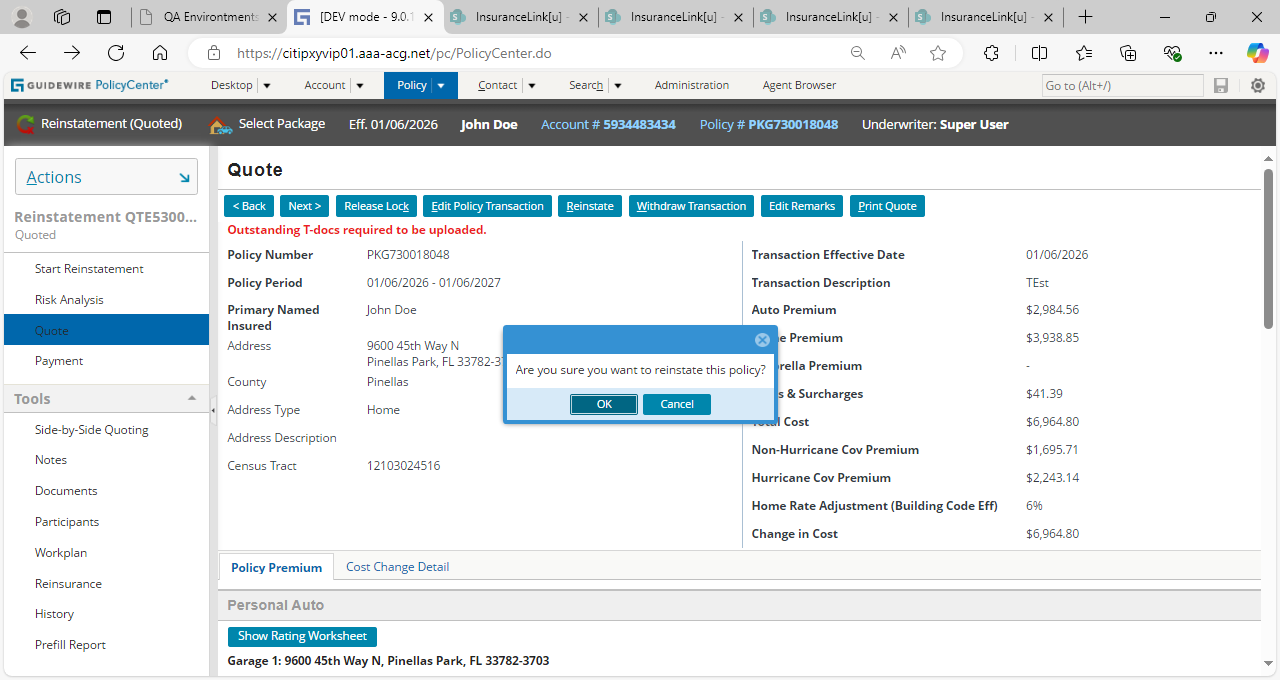 QA Environments
[DEV mode - 9.0.1
InsuranceLink[u] -
InsuranceLink[u] -
InsuranceLink[u] -
InsuranceLink[u] -
https://citipxyvip01.aaa-acg.net/pc/PolicyCenter.do
GUIDEWIRE PolicyCenter
Desktop
Account
Policy
Contact
Search
Administration
Agent Browser
Go to (Alt+/)
Reinstatement (Quoted)
Select Package
Eff. 01/06/2026
John Doe
Account # 5934483434
Policy # PKG730018048
Underwriter: Super User
Actions
Reinstatement QTE5300...
Quoted
Start Reinstatement
Risk Analysis
Quote
Payment
Tools
Side-by-Side Quoting
Notes
Documents
Participants
Workplan
Reinsurance
History
Prefill Report
Quote
< Back
Next >
Release Lock
Edit Policy Transaction
Reinstate
Withdraw Transaction
Edit Remarks
Print Quote
Outstanding T-docs required to be uploaded.
Policy Number PKG730018048
Policy Period 01/06/2026 - 01/06/2027
Primary Named Insured John Doe
Address 9600 45th Way N
Pinellas Park, FL 33782-3
County Pinellas
Address Type Home
Address Description
Census Tract 12103024516
Transaction Effective Date 01/06/2026
Transaction Description TEst
Auto Premium $2,984.56
e Premium $3,938.85
rella Premium -
s & Surcharges $41.39
Total Cost $6,964.80
Non-Hurricane Cov Premium $1,695.71
Hurricane Cov Premium $2,243.14
Home Rate Adjustment (Building Code Eff) 6%
Change in Cost $6,964.80
Are you sure you want to reinstate this policy?
OK
Cancel
Policy Premium
Cost Change Detail
Personal Auto
Show Rating Worksheet
Garage 1: 9600 45th Way N, Pinellas Park, FL 33782-3703